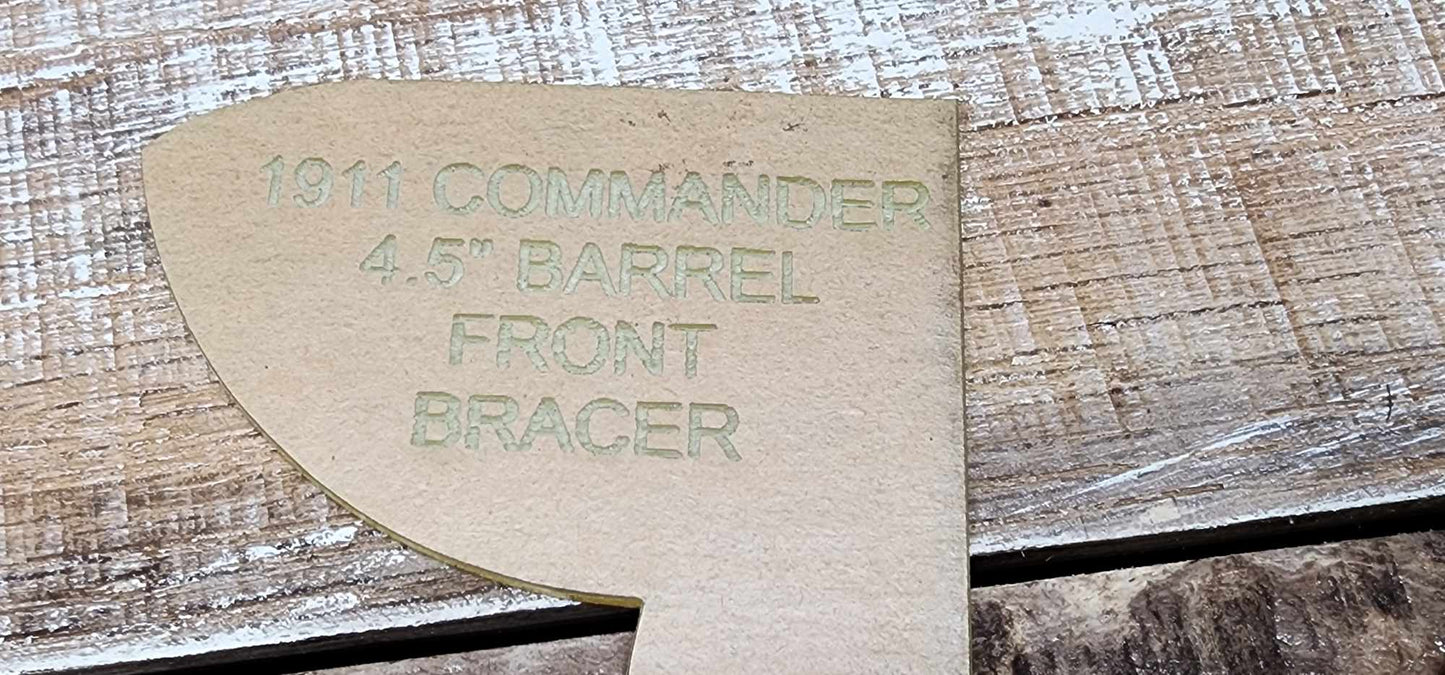 1911 COMMANDER
4.5" BARREL
FRONT
BRACER